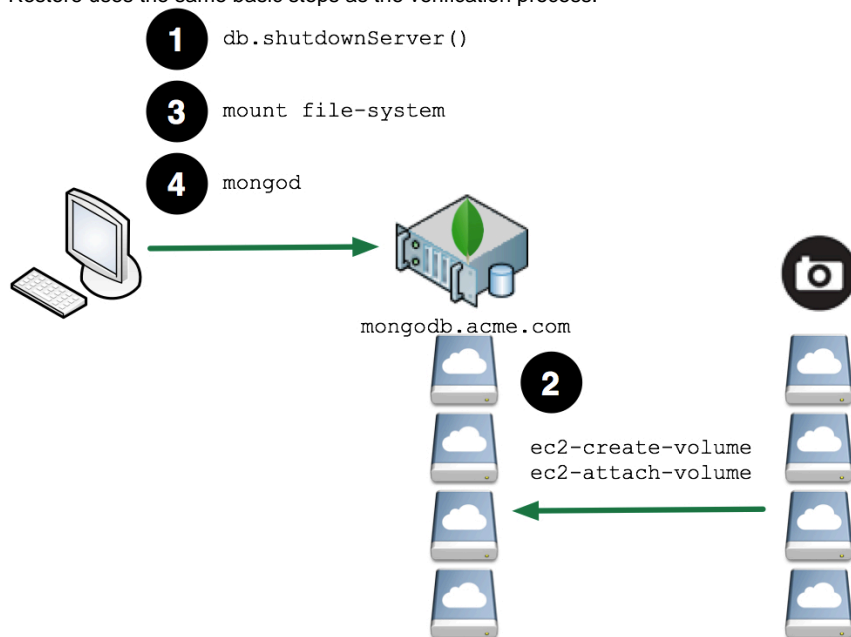 Restore uses the same basic steps as the verification process.
1 db.shutdownServer()
3 mount file-system
4 mongod
mongodb.acme.com
2
ec2-create-volume
ec2-attach-volume